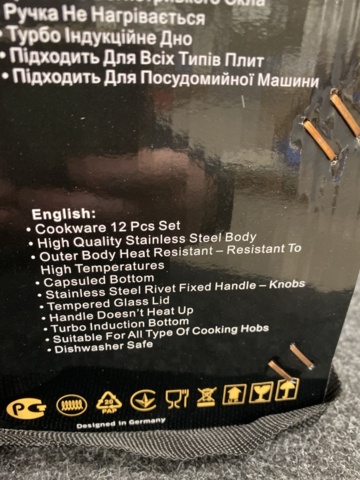 Ручка Не Нагрівається
• Турбо Індукційне Дно
• Підходить Для Всіх Типів Плит
• Підходить Для Посудомийної Машини
English:
• Cookware 12 Pcs Set
• High Quality Stainless Steel Body
• Outer Body Heat Resistant – Resistant To
High Temperatures
• Capsuled Bottom
• Stainless Steel Rivet Fixed Handle – Knobs
• Tempered Glass Lid
• Handle Doesn't Heat Up
• Turbo Induction Bottom
• Suitable For All Type Of Cooking Hobs
• Dishwasher Safe
PAP
Designed in Germany